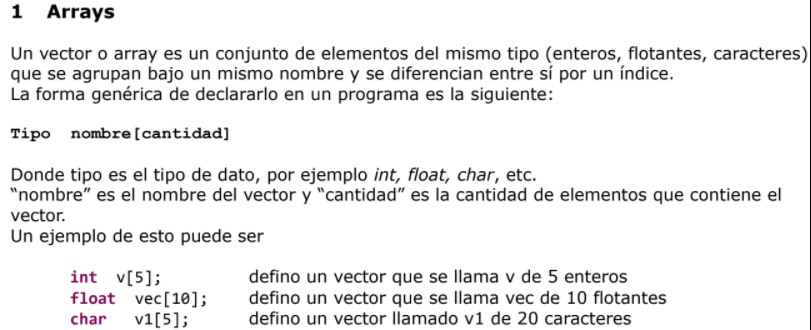 1 Arrays
Un vector o array es un conjunto de elementos del mismo tipo (enteros, flotantes, caracteres)
que se agrupan bajo un mismo nombre y se diferencian entre sí por un índice.
La forma genérica de declararlo en un programa es la siguiente:
Tipo nombre[cantidad]
Donde tipo es el tipo de dato, por ejemplo int, float, char, etc.
“nombre” es el nombre del vector y “cantidad” es la cantidad de elementos que contiene el
vector.
Un ejemplo de esto puede ser
int v[5]; defino un vector que se llama v de 5 enteros
float vec[10]; defino un vector que se llama vec de 10 flotantes
char v1[5]; defino un vector llamado v1 de 20 caracteres